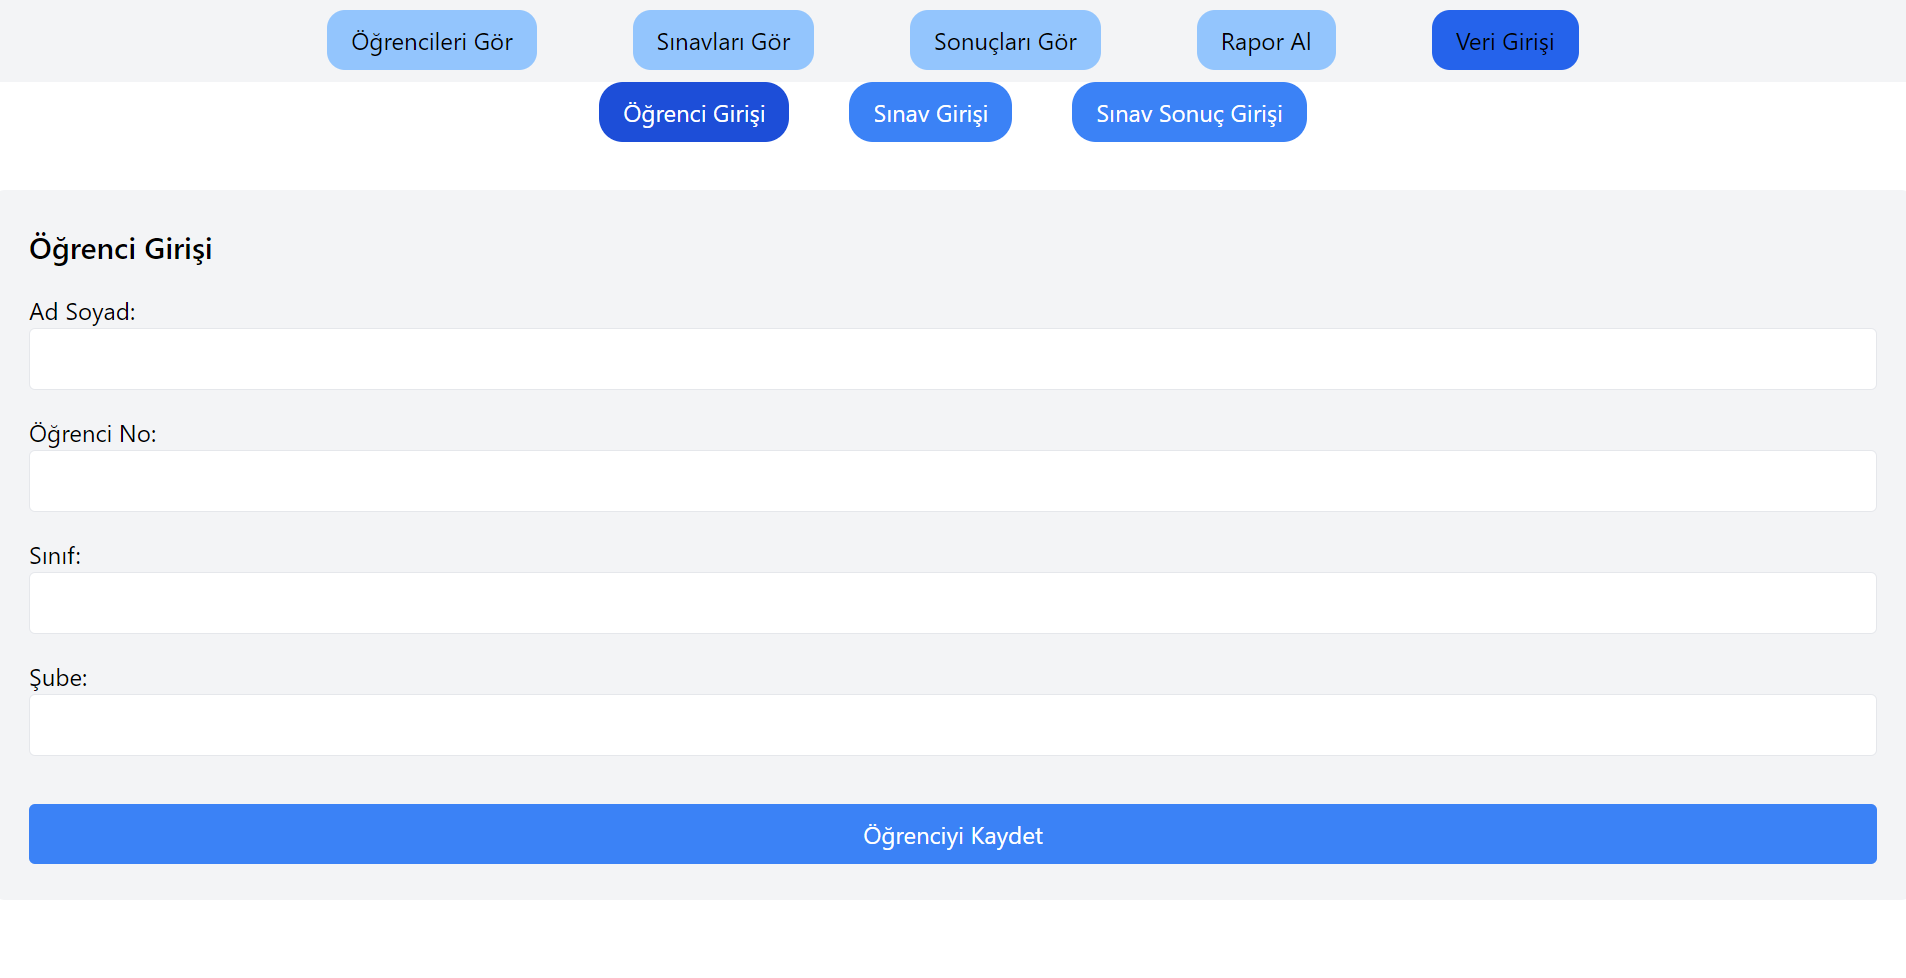 Öğrencileri Gör Sınavları Gör Sonuçları Gör Rapor Al Veri Girişi
Öğrenci Girişi Sınav Girişi Sınav Sonuç Girişi
Öğrenci Girişi
Ad Soyad:
Öğrenci No:
Sınıf:
Şube:
Öğrenciyi Kaydet